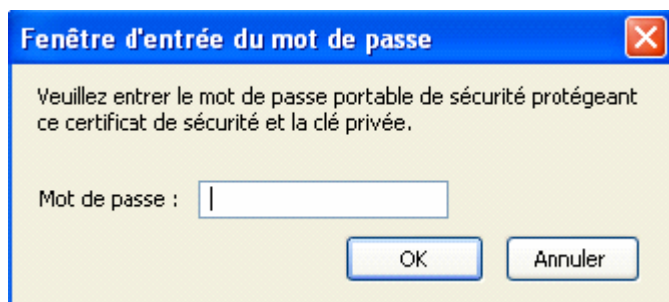 Fenêtre d'entrée du mot de passe
Veuillez entrer le mot de passe portable de sécurité protégeant
ce certificat de sécurité et la clé privée.
Mot de passe :
OK Annuler